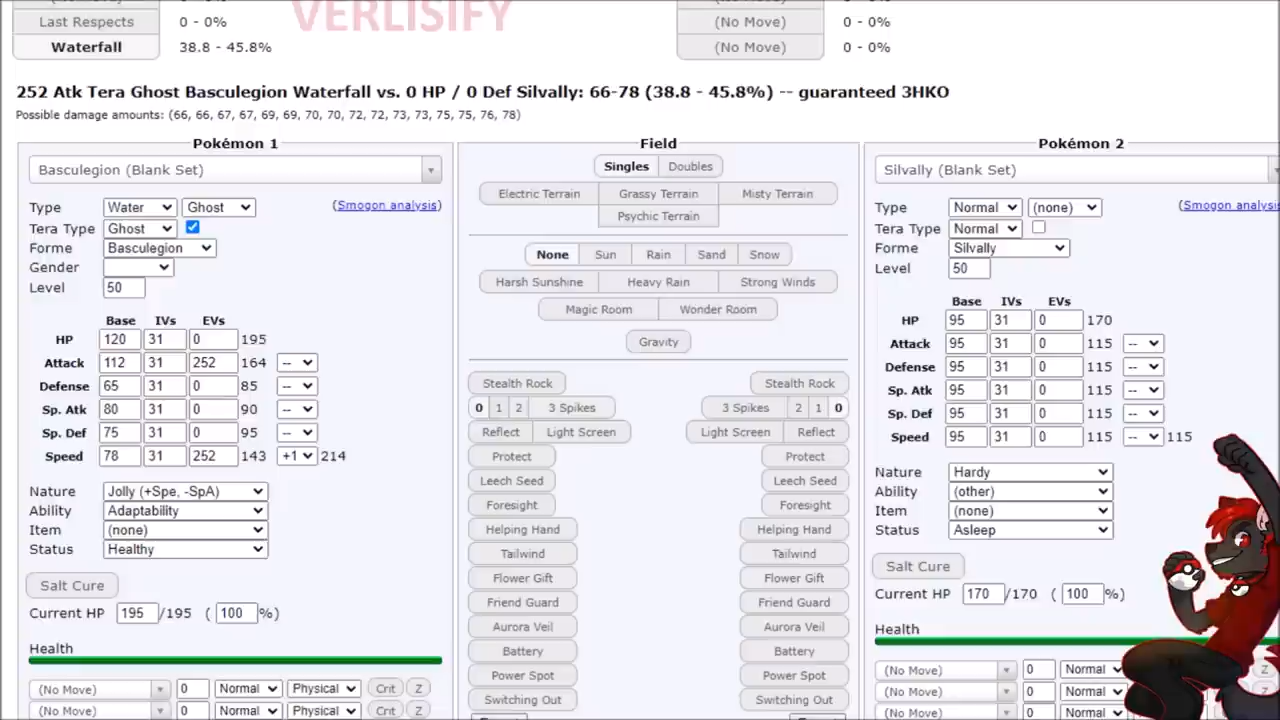 VERLISIFY
Last Respects 0 - 0% (No Move) 0 - 0%
Waterfall 38.8 - 45.8% (No Move) 0 - 0%
252 Atk Tera Ghost Basculegion Waterfall vs. 0 HP / 0 Def Silvally: 66-78 (38.8 - 45.8%) -- guaranteed 3HKO
Possible damage amounts: (66, 66, 67, 67, 69, 69, 70, 70, 72, 72, 73, 73, 75, 75, 76, 78)
Pokémon 1
Basculegion (Blank Set)
Type Water Ghost (Smogon analysis)
Tera Type Ghost
Forme Basculegion
Gender
Level 50
Base IVs EVs
HP 120 31 0 195
Attack 112 31 252 164 --
Defense 65 31 0 85 --
Sp. Atk 80 31 0 90 --
Sp. Def 75 31 0 95 --
Speed 78 31 252 143 +1 214
Nature Jolly (+Spe, -SpA)
Ability Adaptability
Item (none)
Status Healthy
Salt Cure
Current HP 195 /195 ( 100 %)
Health
(No Move) 0 Normal Physical Crit Z
(No Move) 0 Normal Physical Crit Z
Field
Singles Doubles
Electric Terrain Grassy Terrain Misty Terrain
Psychic Terrain
None Sun Rain Sand Snow
Harsh Sunshine Heavy Rain Strong Winds
Magic Room Wonder Room
Gravity
Stealth Rock Stealth Rock
0 1 2 3 Spikes 3 Spikes 2 1 0
Reflect Light Screen Light Screen Reflect
Protect Protect
Leech Seed Leech Seed
Foresight Foresight
Helping Hand Helping Hand
Tailwind Tailwind
Flower Gift Flower Gift
Friend Guard Friend Guard
Aurora Veil Aurora Veil
Battery Battery
Power Spot Power Spot
Switching Out Switching Out
Pokémon 2
Silvally (Blank Set)
Type Normal (none) (Smogon analysis
Tera Type Normal
Forme Silvally
Level 50
Base IVs EVs
HP 95 31 0 170
Attack 95 31 0 115 --
Defense 95 31 0 115 --
Sp. Atk 95 31 0 115 --
Sp. Def 95 31 0 115 --
Speed 95 31 0 115 -- 115
Nature Hardy
Ability (other)
Item (none)
Status Asleep
Salt Cure
Current HP 170 /170 ( 100 %)
Health
(No Move) 0 Normal Z
(No Move) 0 Normal
(No Move) 0 Normal